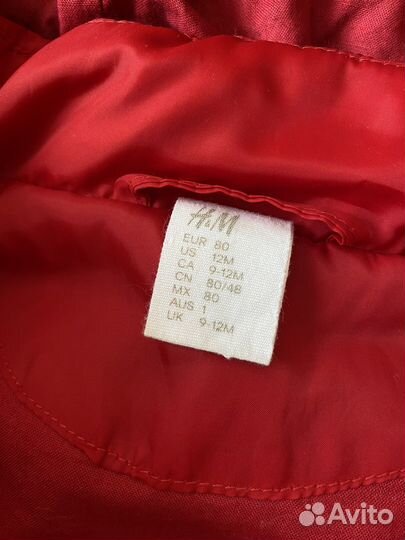 H&M
EUR 80
US 12M
CA 9-12M
CN 80/48
MX 80
AUS 1
UK 9-12M
Avito